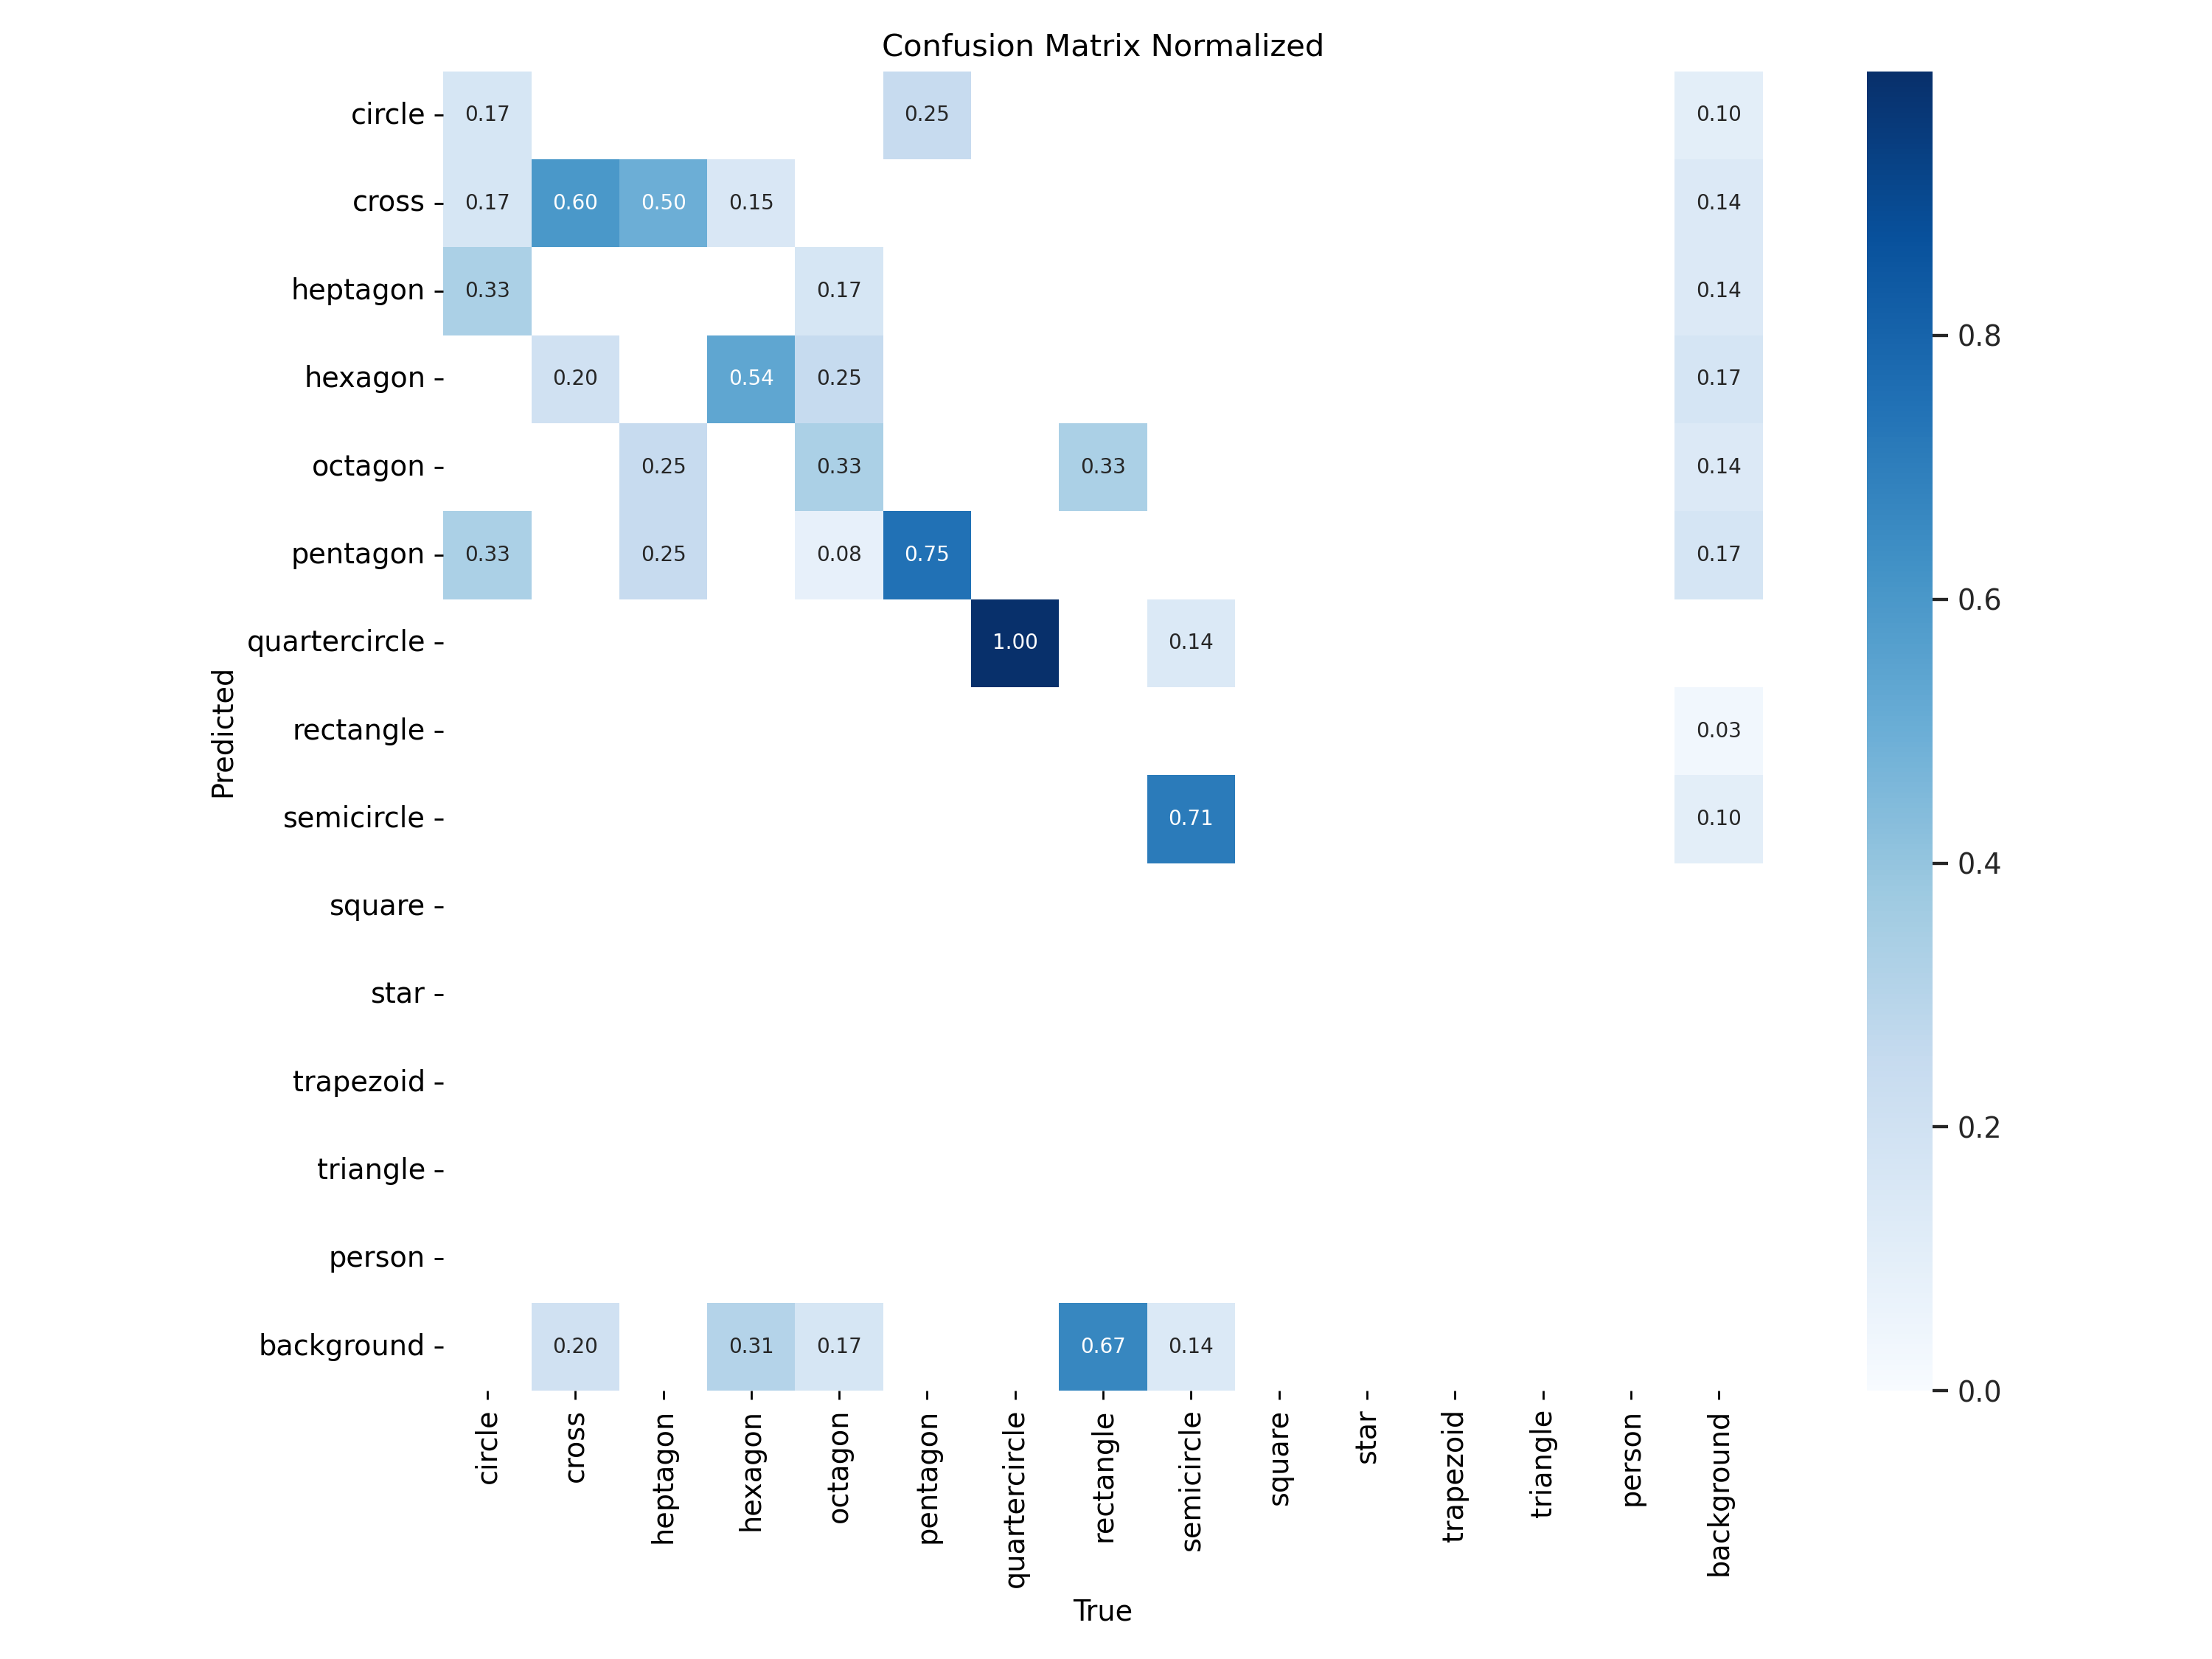 Confusion Matrix Normalized
circle 0.17 0.25 0.10
cross 0.17 0.60 0.50 0.15 0.14
heptagon 0.33 0.17 0.14
hexagon 0.20 0.54 0.25 0.17
octagon 0.25 0.33 0.33 0.14
pentagon 0.33 0.25 0.08 0.75 0.17
quartercircle 1.00 0.14
rectangle 0.03
semicircle 0.71 0.10
square
star
trapezoid
triangle
person
background 0.20 0.31 0.17 0.67 0.14
Predicted
circle
cross
heptagon
hexagon
octagon
pentagon
quartercircle
rectangle
semicircle
square
star
trapezoid
triangle
person
background
True
0.8
0.6
0.4
0.2
0.0